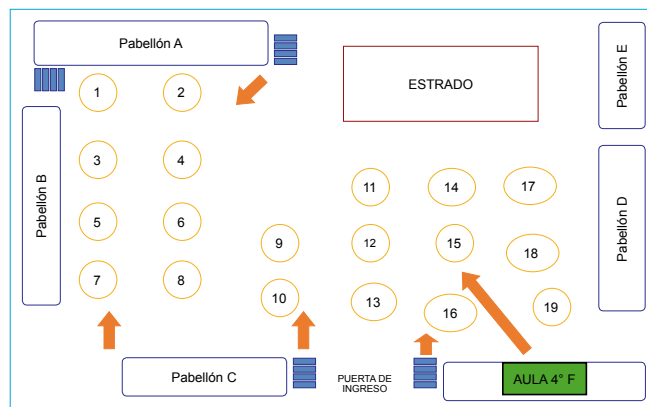 Pabellón A
ESTRADO
Pabellón E
1
2
Pabellón B
3
4
11
14
17
Pabellón D
5
6
9
12
15
18
7
8
10
13
16
19
Pabellón C
PUERTA DE
INGRESO
AULA 4° F